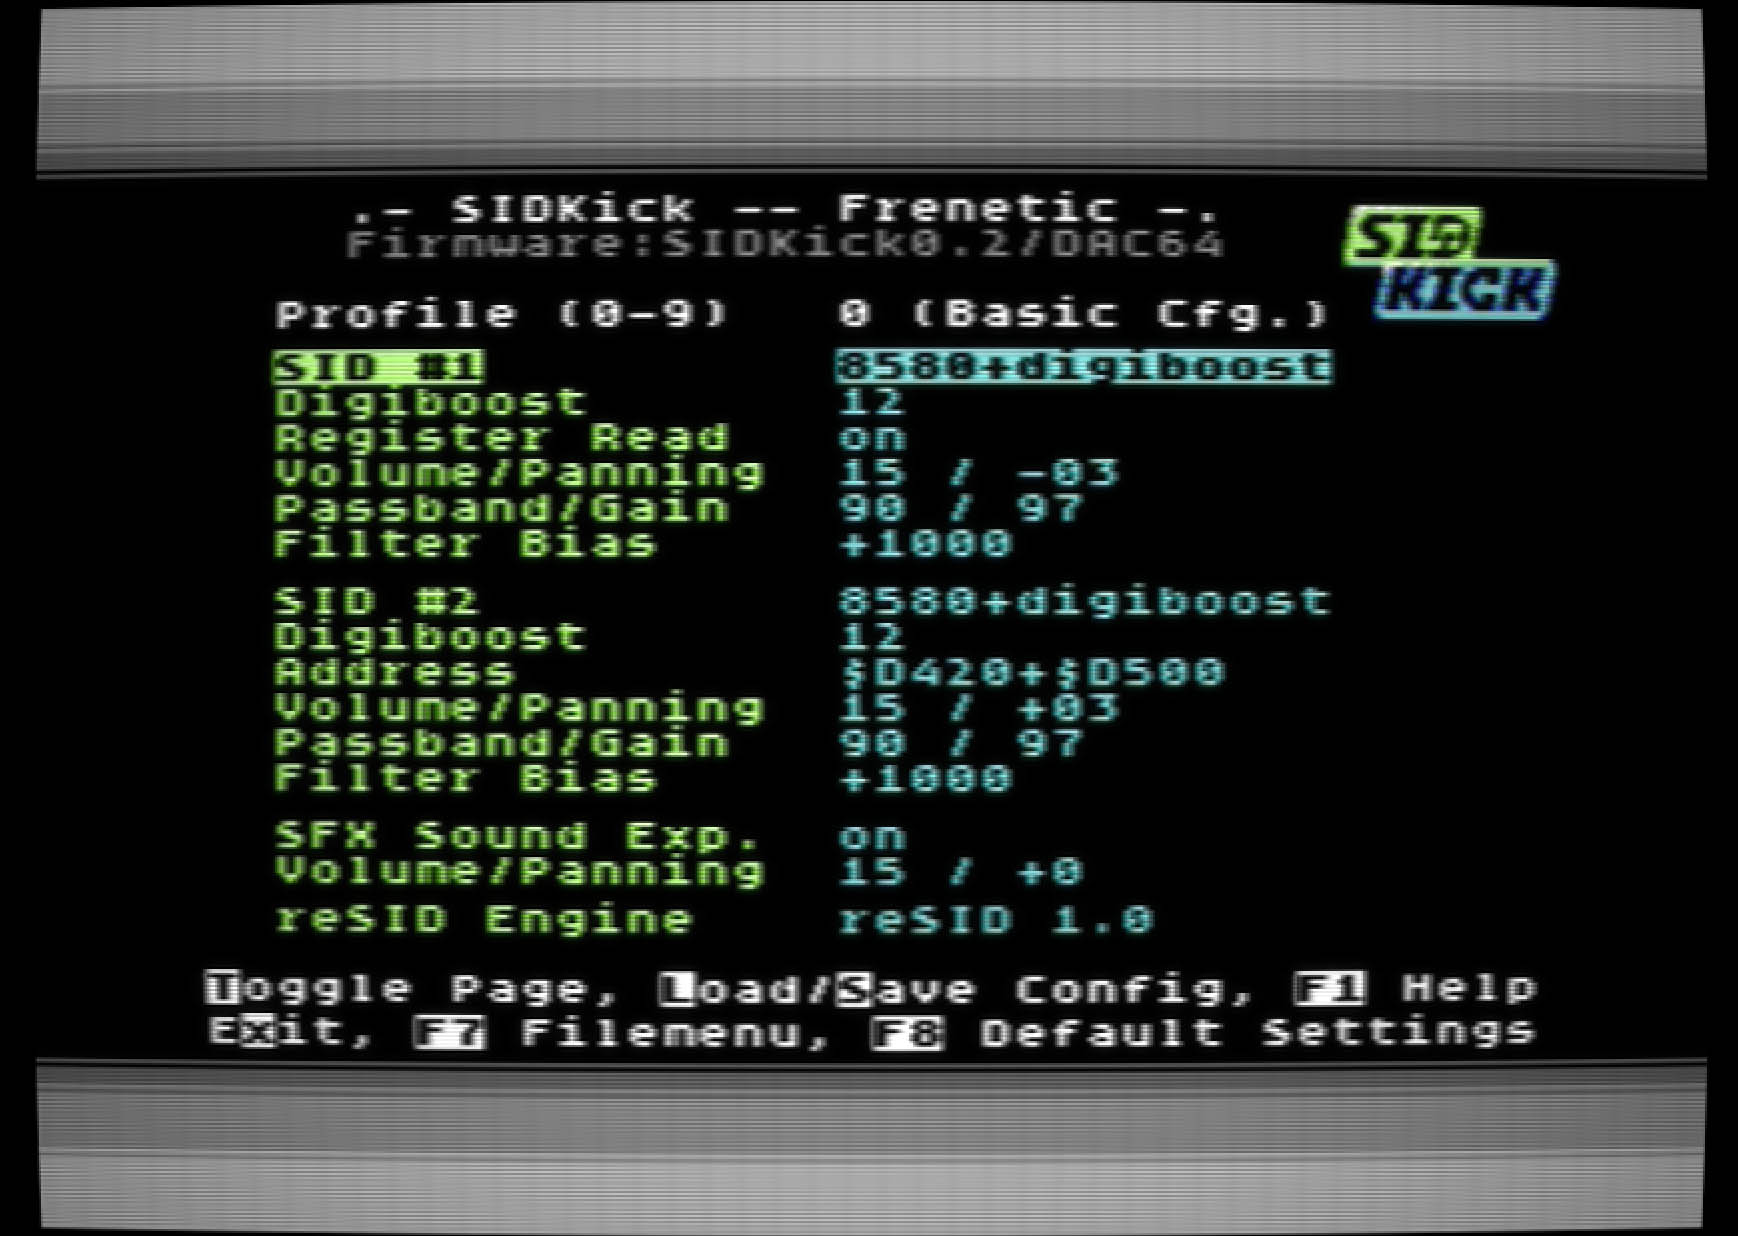 .- SIDKick -- Frenetic -.
Firmware:SIDKick0.2/DAC64
SID
KICK
Profile (0-9) 0 (Basic Cfg.)
SID #1 8580+digiboost
Digiboost 12
Register Read on
Volume/Panning 15 / -03
Passband/Gain 90 / 97
Filter Bias +1000
SID #2 8580+digiboost
Digiboost 12
Address $D420+$D500
Volume/Panning 15 / +03
Passband/Gain 90 / 97
Filter Bias +1000
SFX Sound Exp. on
Volume/Panning 15 / +0
reSID Engine reSID 1.0
Toggle Page, Load/Save Config, F1 Help
EXit, F7 Filemenu, F8 Default Settings